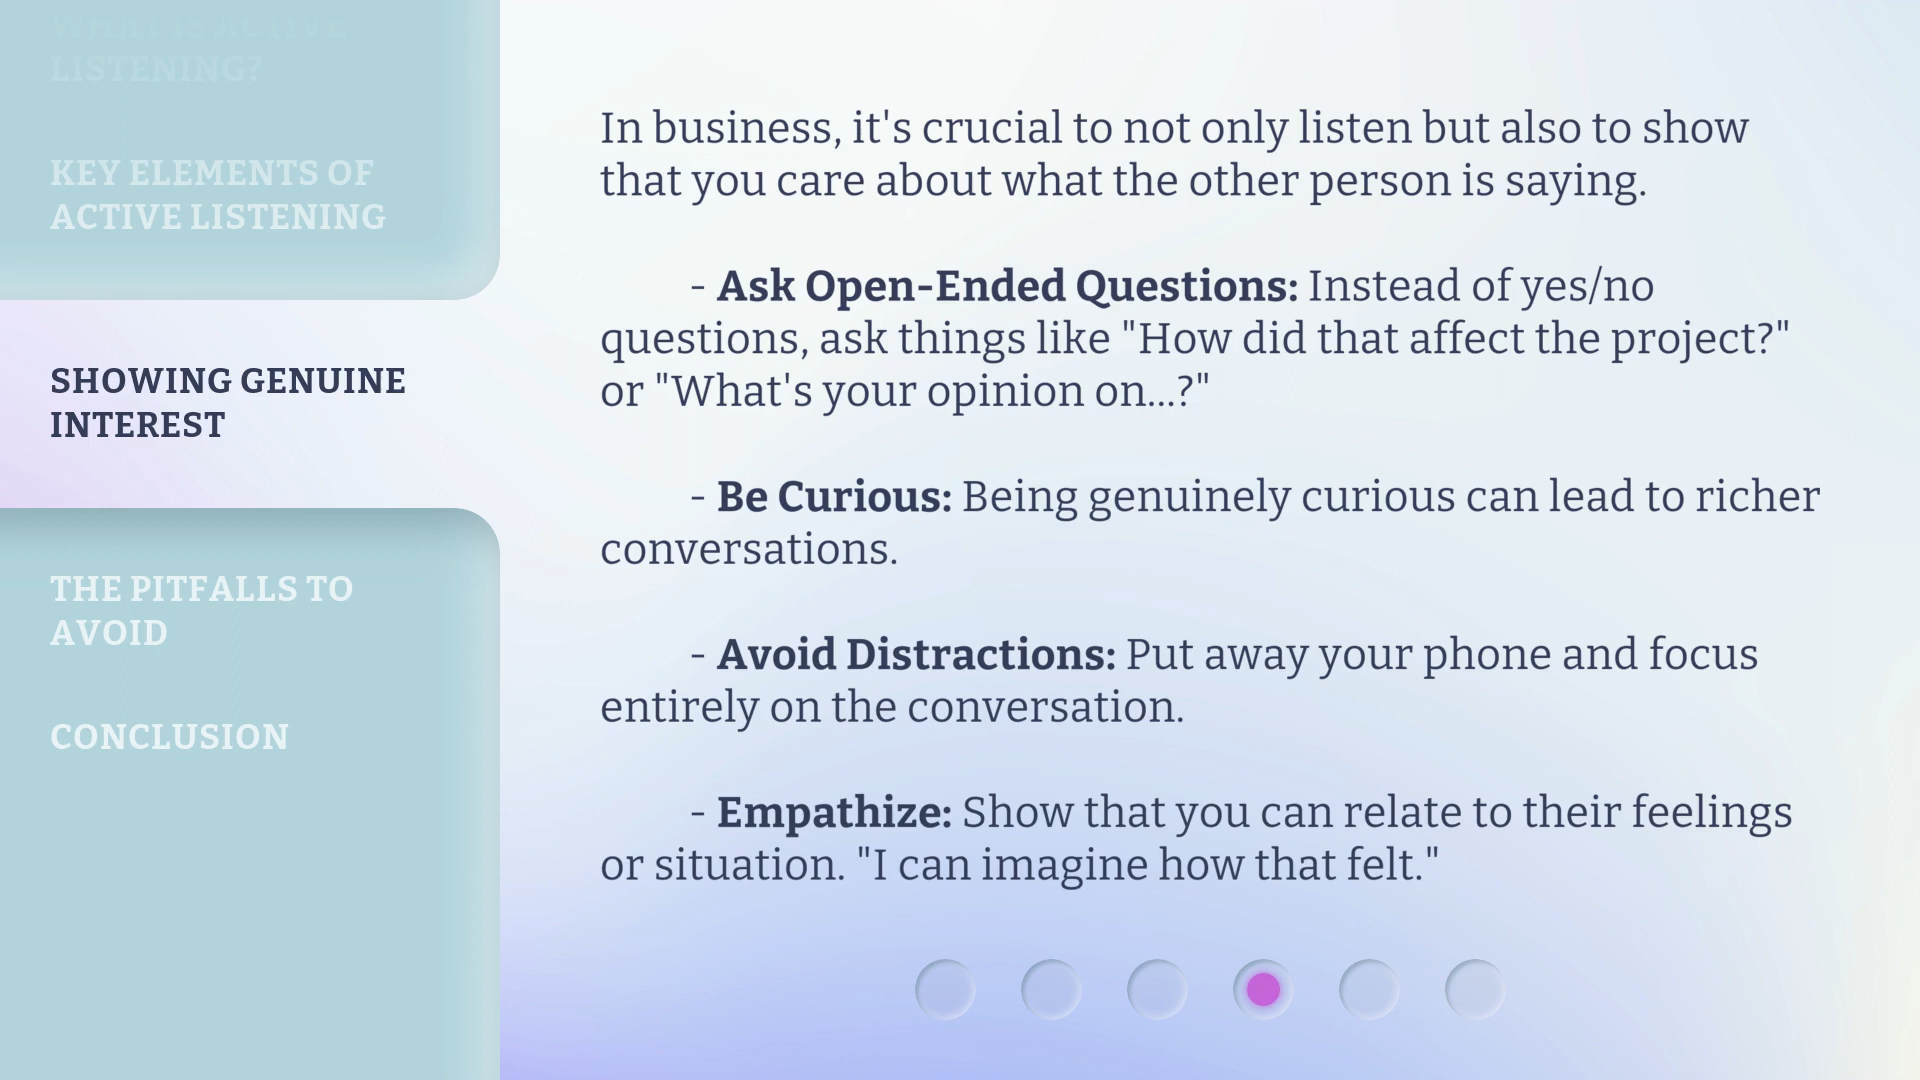 WHAT IS ACTIVE
LISTENING?
KEY ELEMENTS OF
ACTIVE LISTENING
SHOWING GENUINE
INTEREST
THE PITFALLS TO
AVOID
CONCLUSION
In business, it's crucial to not only listen but also to show
that you care about what the other person is saying.
- Ask Open-Ended Questions: Instead of yes/no
questions, ask things like "How did that affect the project?"
or "What's your opinion on...?"
- Be Curious: Being genuinely curious can lead to richer
conversations.
- Avoid Distractions: Put away your phone and focus
entirely on the conversation.
- Empathize: Show that you can relate to their feelings
or situation. "I can imagine how that felt."